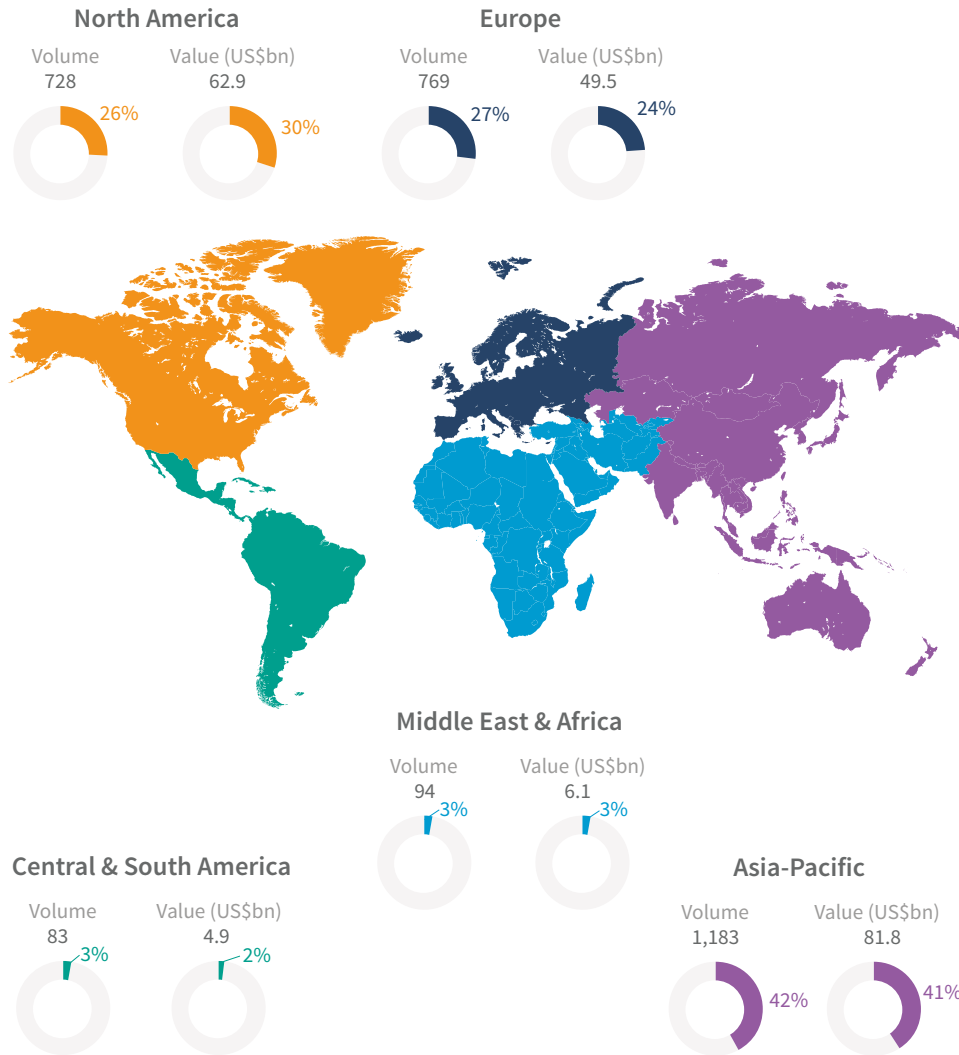 North America
Volume
728
26%
Value (US$bn)
62.9
30%
Europe
Volume
769
27%
Value (US$bn)
49.5
24%
Middle East & Africa
Volume
94
3%
Value (US$bn)
6.1
3%
Central & South America
Volume
83
3%
Value (US$bn)
4.9
2%
Asia-Pacific
Volume
1,183
42%
Value (US$bn)
81.8
41%